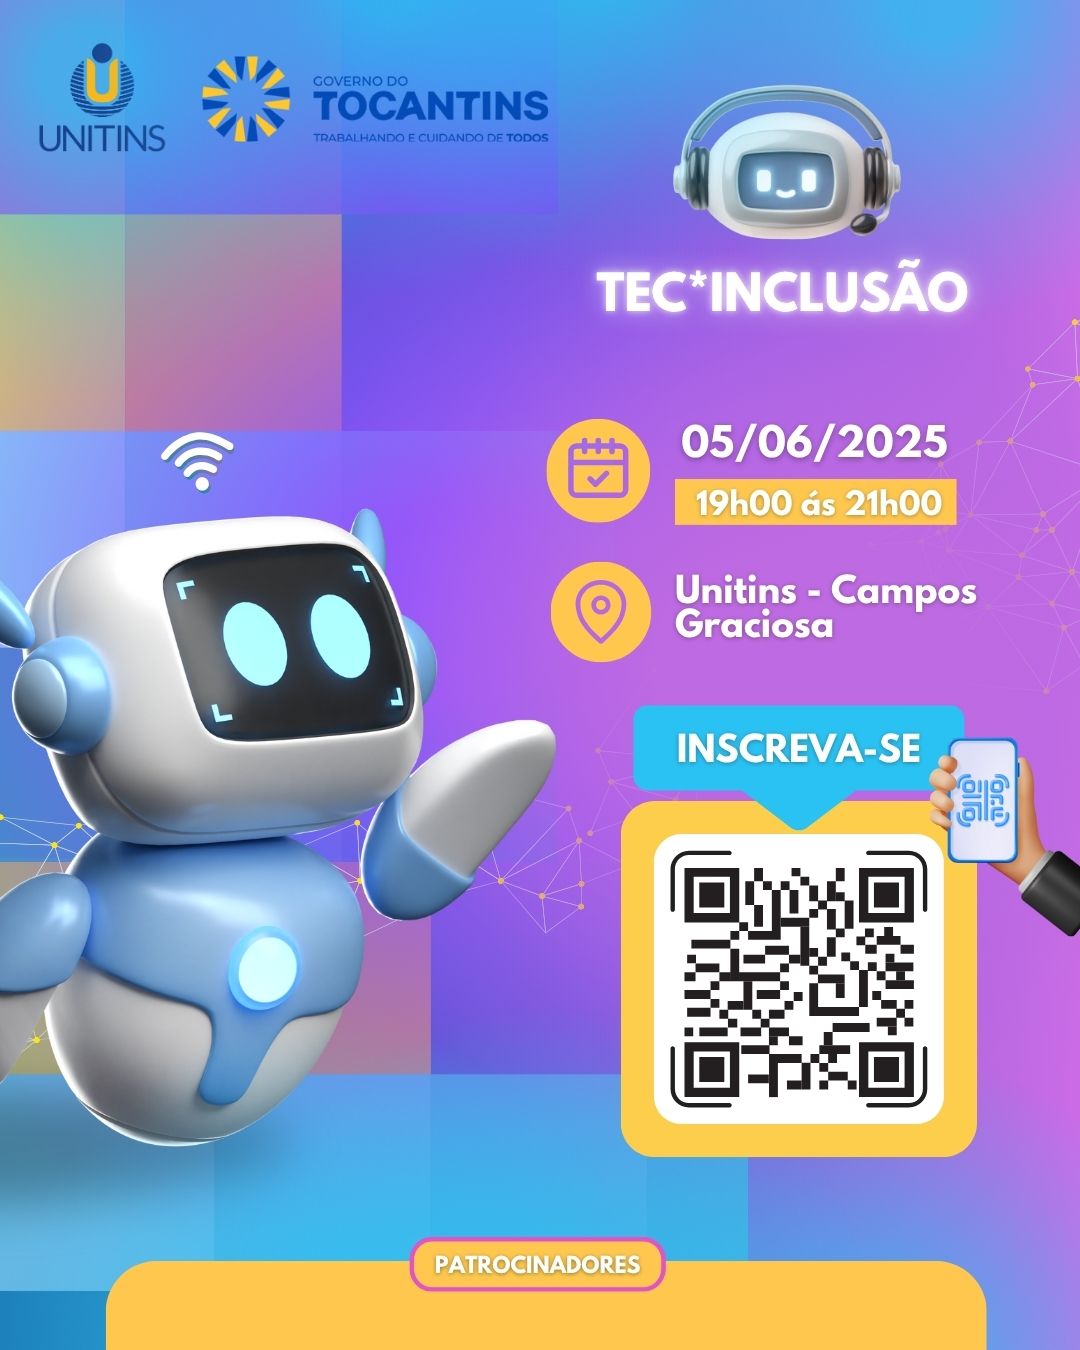 UNITINS
GOVERNO DO
TOCANTINS
TRABALHANDO E CUIDANDO DE TODOS
TEC*INCLUSÃO
05/06/2025
19h00 ás 21h00
Unitins - Campos
Graciosa
INSCREVA-SE
PATROCINADORES